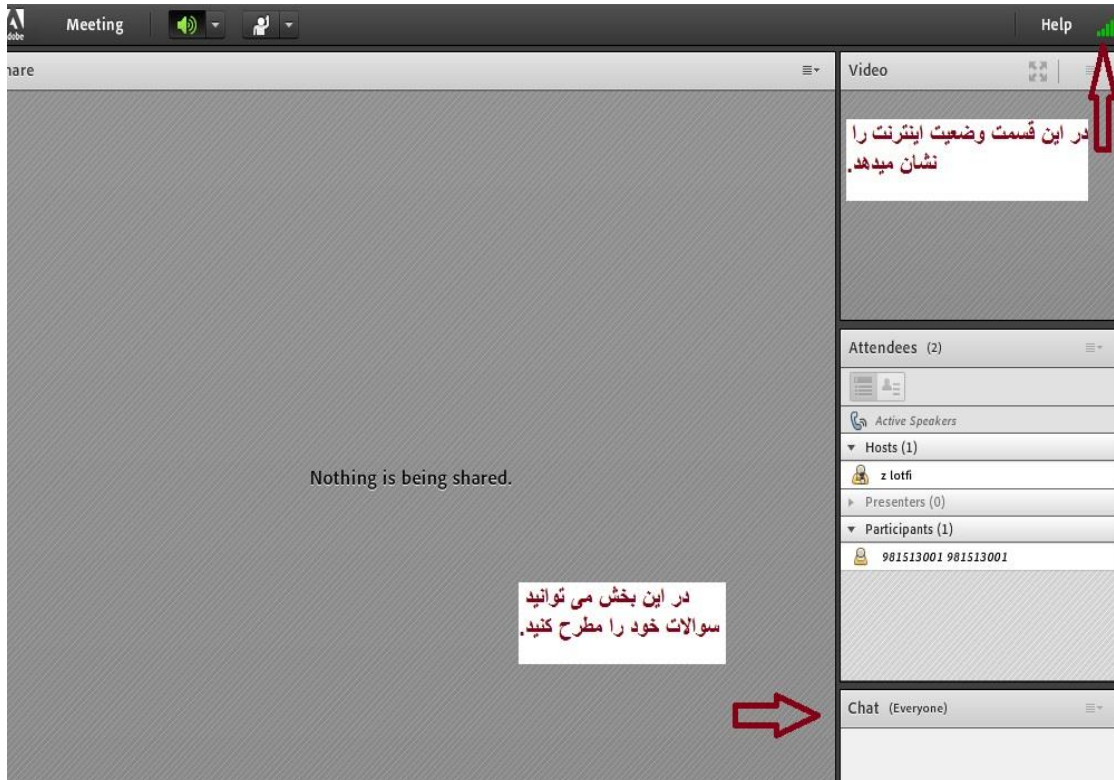 Adobe
Meeting
Help
hare
Video
در این قسمت وضعیت اینترنت را
نشان میدهد.
Attendees (2)
Active Speakers
Hosts (1)
z lotfi
Presenters (0)
Participants (1)
981513001 981513001
Nothing is being shared.
در این بخش می توانید
سوالات خود را مطرح کنید.
Chat (Everyone)